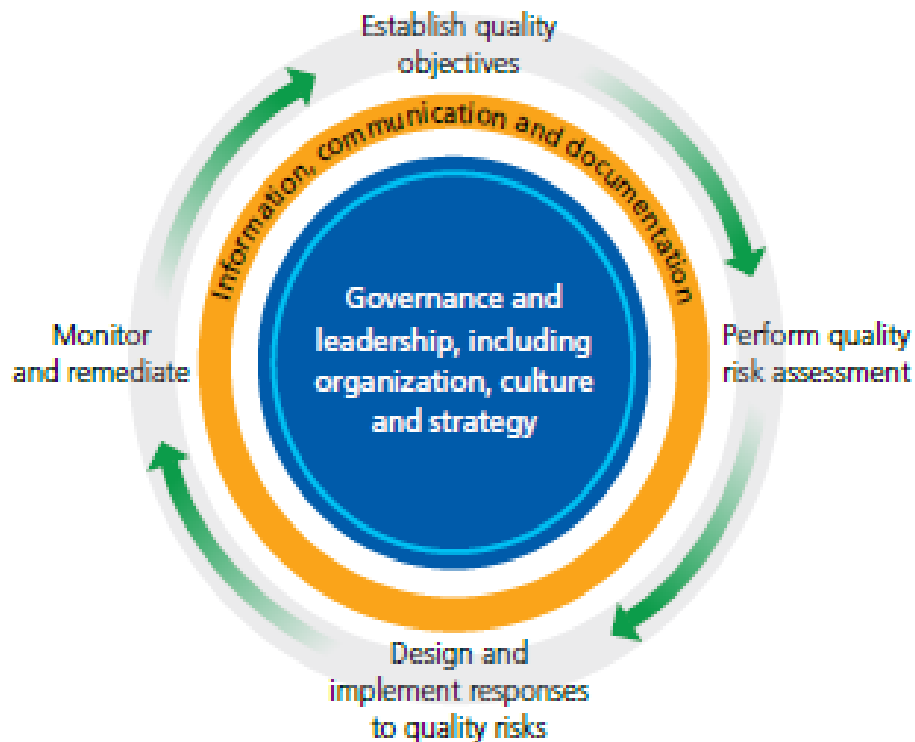 Establish quality
objectives
Information, communication and documentation
Governance and
leadership, including
organization, culture
and strategy
Monitor
and remediate
Perform quality
risk assessment
Design and
implement responses
to quality risks